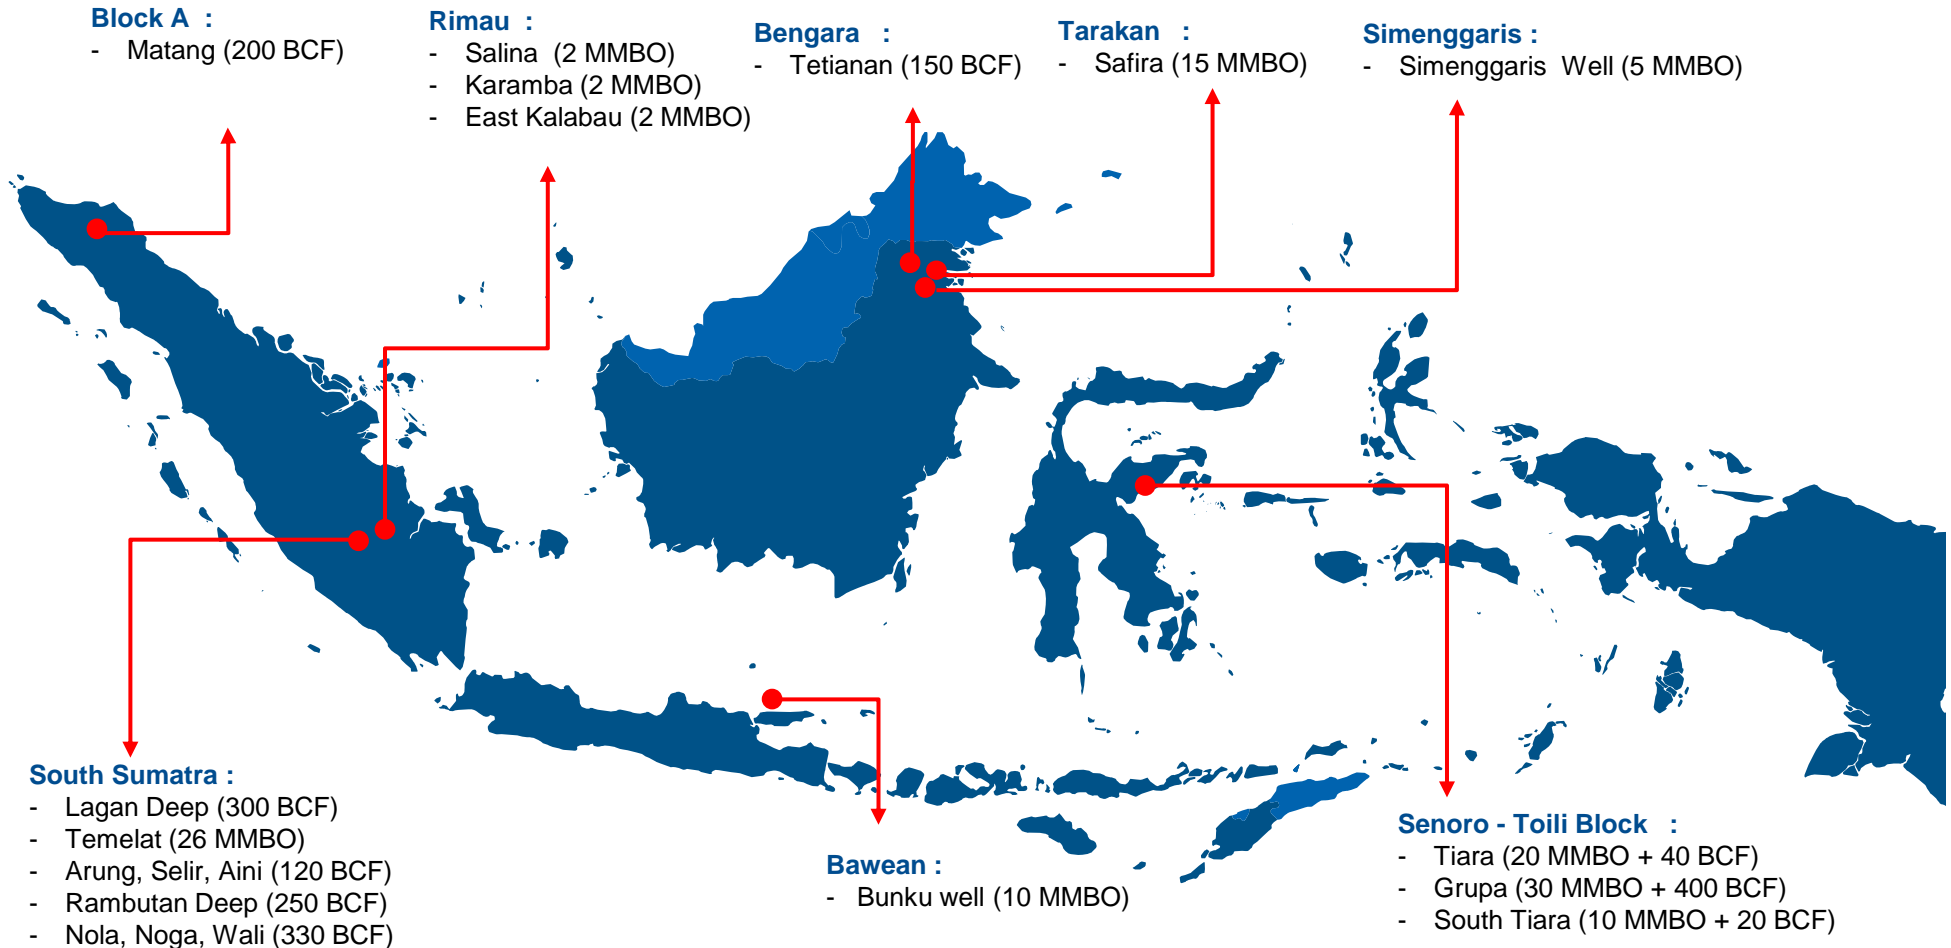 Block A :
- Matang (200 BCF)
Rimau :
- Salina (2 MMBO)
- Karamba (2 MMBO)
- East Kalabau (2 MMBO)
Bengara :
- Tetianan (150 BCF)
Tarakan :
- Safira (15 MMBO)
Simenggaris :
- Simenggaris Well (5 MMBO)
South Sumatra :
- Lagan Deep (300 BCF)
- Temelat (26 MMBO)
- Arung, Selir, Aini (120 BCF)
- Rambutan Deep (250 BCF)
- Nola, Noga, Wali (330 BCF)
Bawean :
- Bunku well (10 MMBO)
Senoro - Toili Block :
- Tiara (20 MMBO + 40 BCF)
- Grupa (30 MMBO + 400 BCF)
- South Tiara (10 MMBO + 20 BCF)